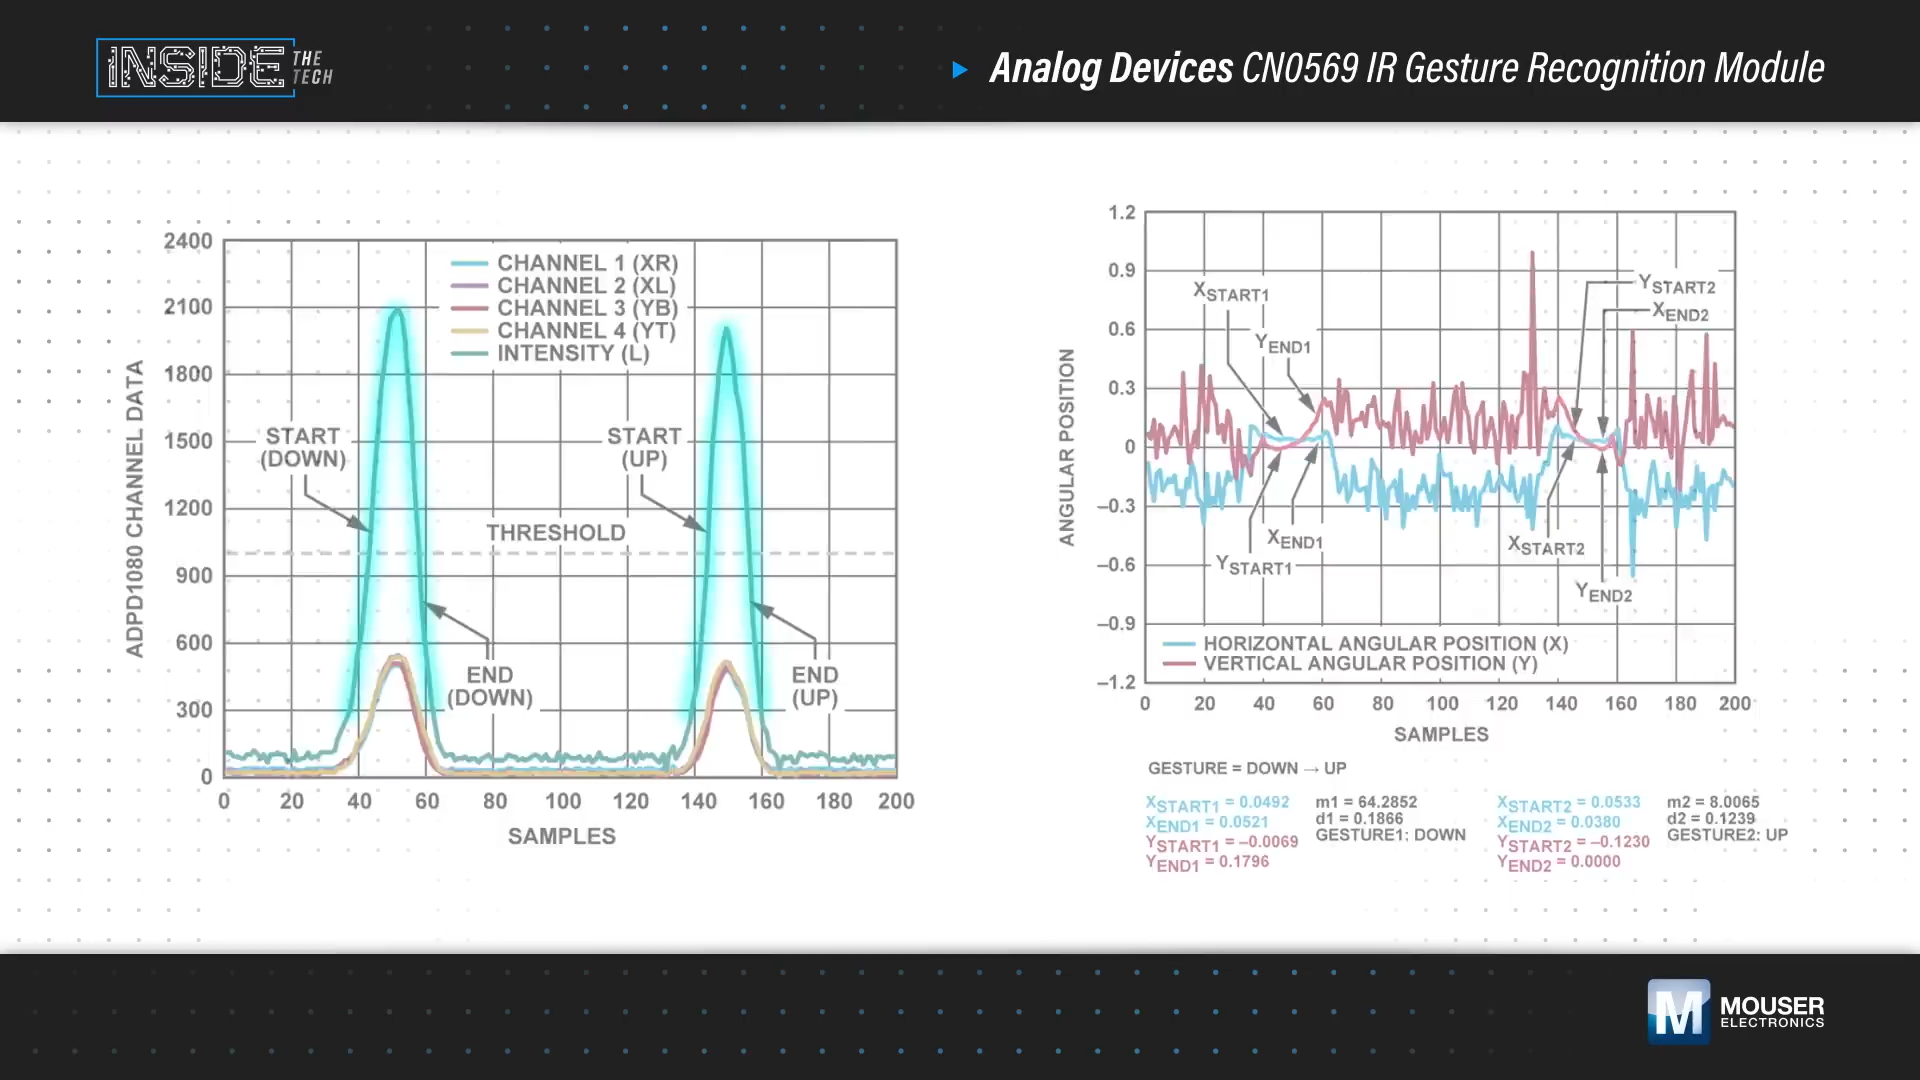 INSIDE THE TECH
Analog Devices CN0569 IR Gesture Recognition Module
ADPD1080 CHANNEL DATA
2400
2100
1800
1500
1200
900
600
300
0
CHANNEL 1 (XR)
CHANNEL 2 (XL)
CHANNEL 3 (YB)
CHANNEL 4 (YT)
INTENSITY (L)
START
(DOWN)
START
(UP)
THRESHOLD
END
(DOWN)
END
(UP)
0 20 40 60 80 100 120 140 160 180 200
SAMPLES
ANGULAR POSITION
1.2
0.9
0.6
0.3
0
–0.3
–0.6
–0.9
–1.2
XSTART1
YEND1
YSTART2
XEND2
XEND1
YSTART1
XSTART2
YEND2
HORIZONTAL ANGULAR POSITION (X)
VERTICAL ANGULAR POSITION (Y)
0 20 40 60 80 100 120 140 160 180 200
SAMPLES
GESTURE = DOWN → UP
XSTART1 = 0.0492
XEND1 = 0.0521
YSTART1 = –0.0069
YEND1 = 0.1796
m1 = 64.2852
d1 = 0.1866
GESTURE1: DOWN
XSTART2 = 0.0533
XEND2 = 0.0380
YSTART2 = –0.1230
YEND2 = 0.0000
m2 = 8.0065
d2 = 0.1239
GESTURE2: UP
M
MOUSER
ELECTRONICS